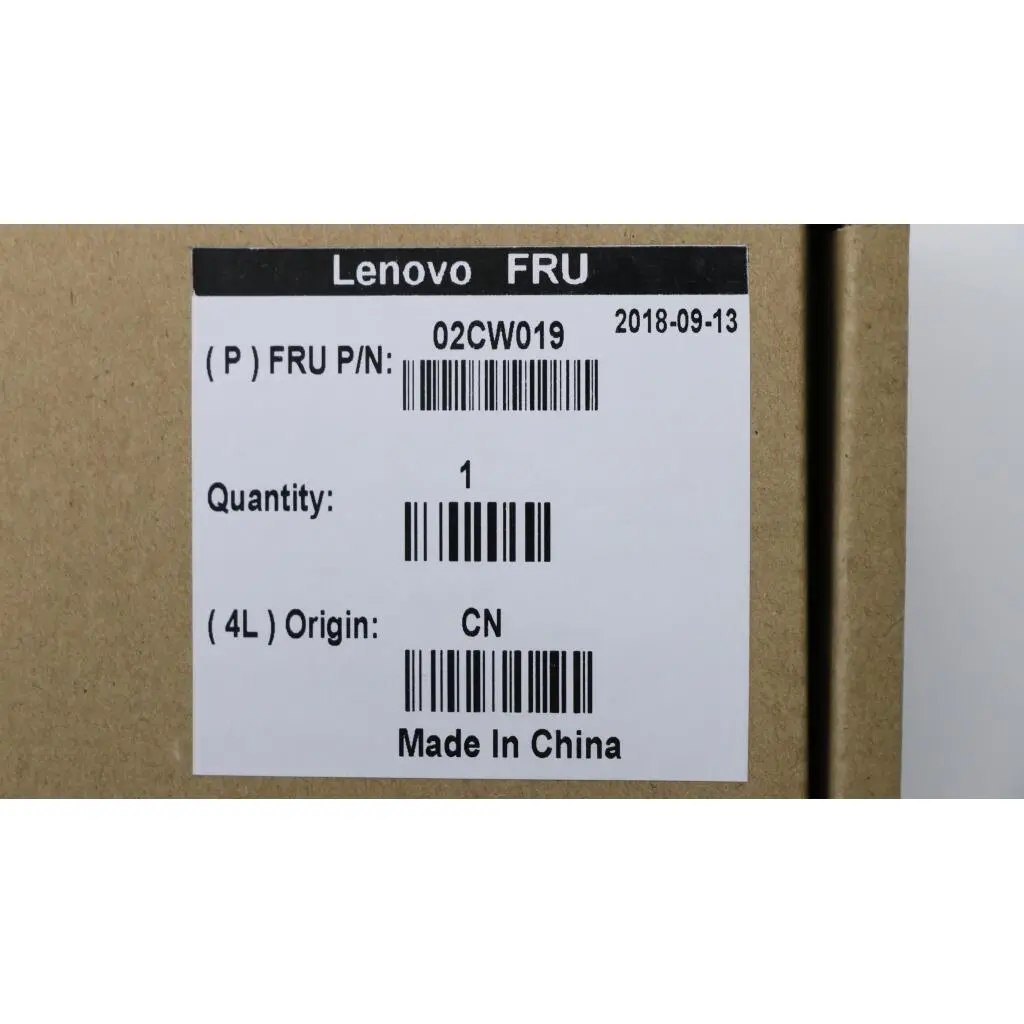 Lenovo FRU
2018-09-13
02CW019
( P ) FRU P/N:
1
Quantity:
( 4L ) Origin: CN
Made In China